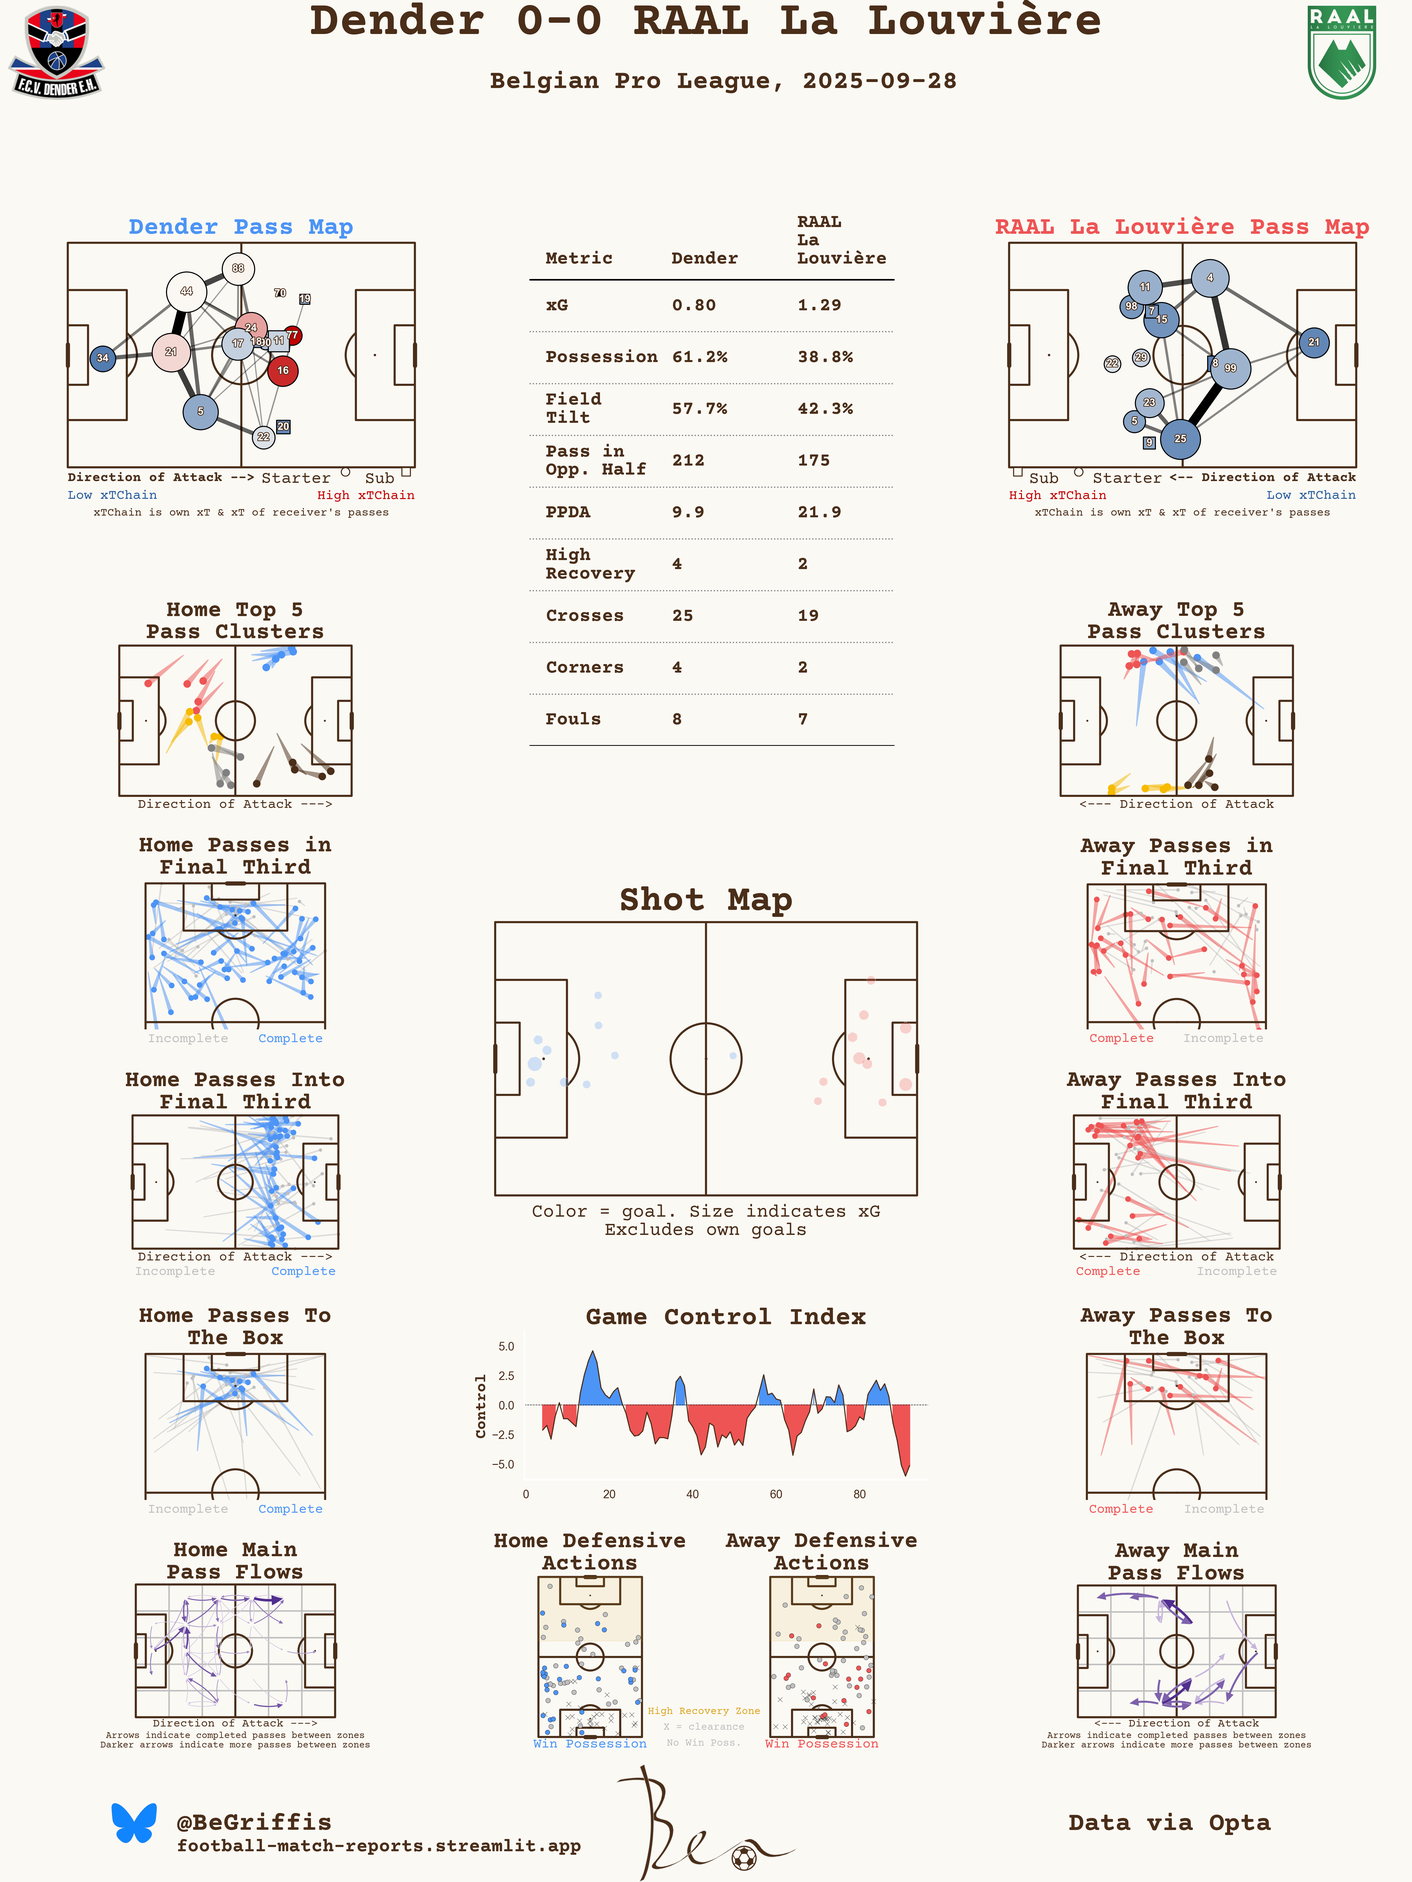 Dender 0-0 RAAL La Louvière
Belgian Pro League, 2025-09-28
F.C.V. DENDER E.H.
RAAL
LA LOUVIERE
Dender Pass Map
88
44
70
19
24
77
17
18
11
34
21
16
5
20
22
Direction of Attack --> Starter Sub
Low xTChain High xTChain
xTChain is own xT & xT of receiver's passes
Metric Dender RAAL La Louvière
xG 0.80 1.29
Possession 61.2% 38.8%
Field Tilt 57.7% 42.3%
Pass in Opp. Half 212 175
PPDA 9.9 21.9
High Recovery 4 2
Crosses 25 19
Corners 4 2
Fouls 8 7
RAAL La Louvière Pass Map
4
11
98
7
15
21
29
22
8
99
23
5
25
9
Sub Starter <-- Direction of Attack
High xTChain Low xTChain
xTChain is own xT & xT of receiver's passes
Home Top 5
Pass Clusters
Direction of Attack --->
Away Top 5
Pass Clusters
<--- Direction of Attack
Home Passes in
Final Third
Incomplete Complete
Away Passes in
Final Third
Complete Incomplete
Shot Map
Color = goal. Size indicates xG
Excludes own goals
Home Passes Into
Final Third
Direction of Attack --->
Incomplete Complete
Away Passes Into
Final Third
<--- Direction of Attack
Complete Incomplete
Home Passes To
The Box
Incomplete Complete
Game Control Index
Control
5.0
2.5
0.0
−2.5
−5.0
0 20 40 60 80
Away Passes To
The Box
Complete Incomplete
Home Main
Pass Flows
Direction of Attack --->
Arrows indicate completed passes between zones
Darker arrows indicate more passes between zones
Home Defensive
Actions
Win Possession
High Recovery Zone
X = clearance
No Win Poss.
Away Defensive
Actions
Win Possession
Away Main
Pass Flows
<--- Direction of Attack
Arrows indicate completed passes between zones
Darker arrows indicate more passes between zones
@BeGriffis
football-match-reports.streamlit.app
Ben
Data via Opta